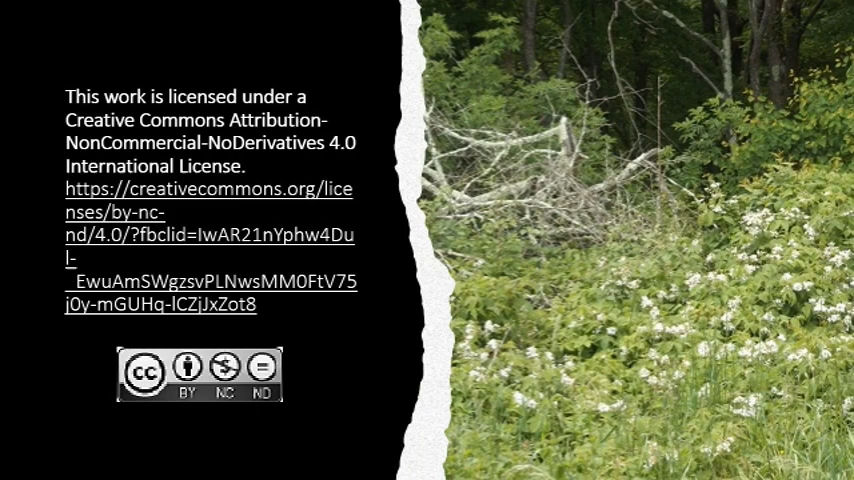 This work is licensed under a
Creative Commons Attribution-
NonCommercial-NoDerivatives 4.0
International License.
https://creativecommons.org/lice
nses/by-nc-
nd/4.0/?fbclid=IwAR21nYphw4Du
l-
_EwuAmSWgzsvPLNwsMM0FtV75
j0y-mGUHq-lCZjJxZot8
cc
BY NC ND